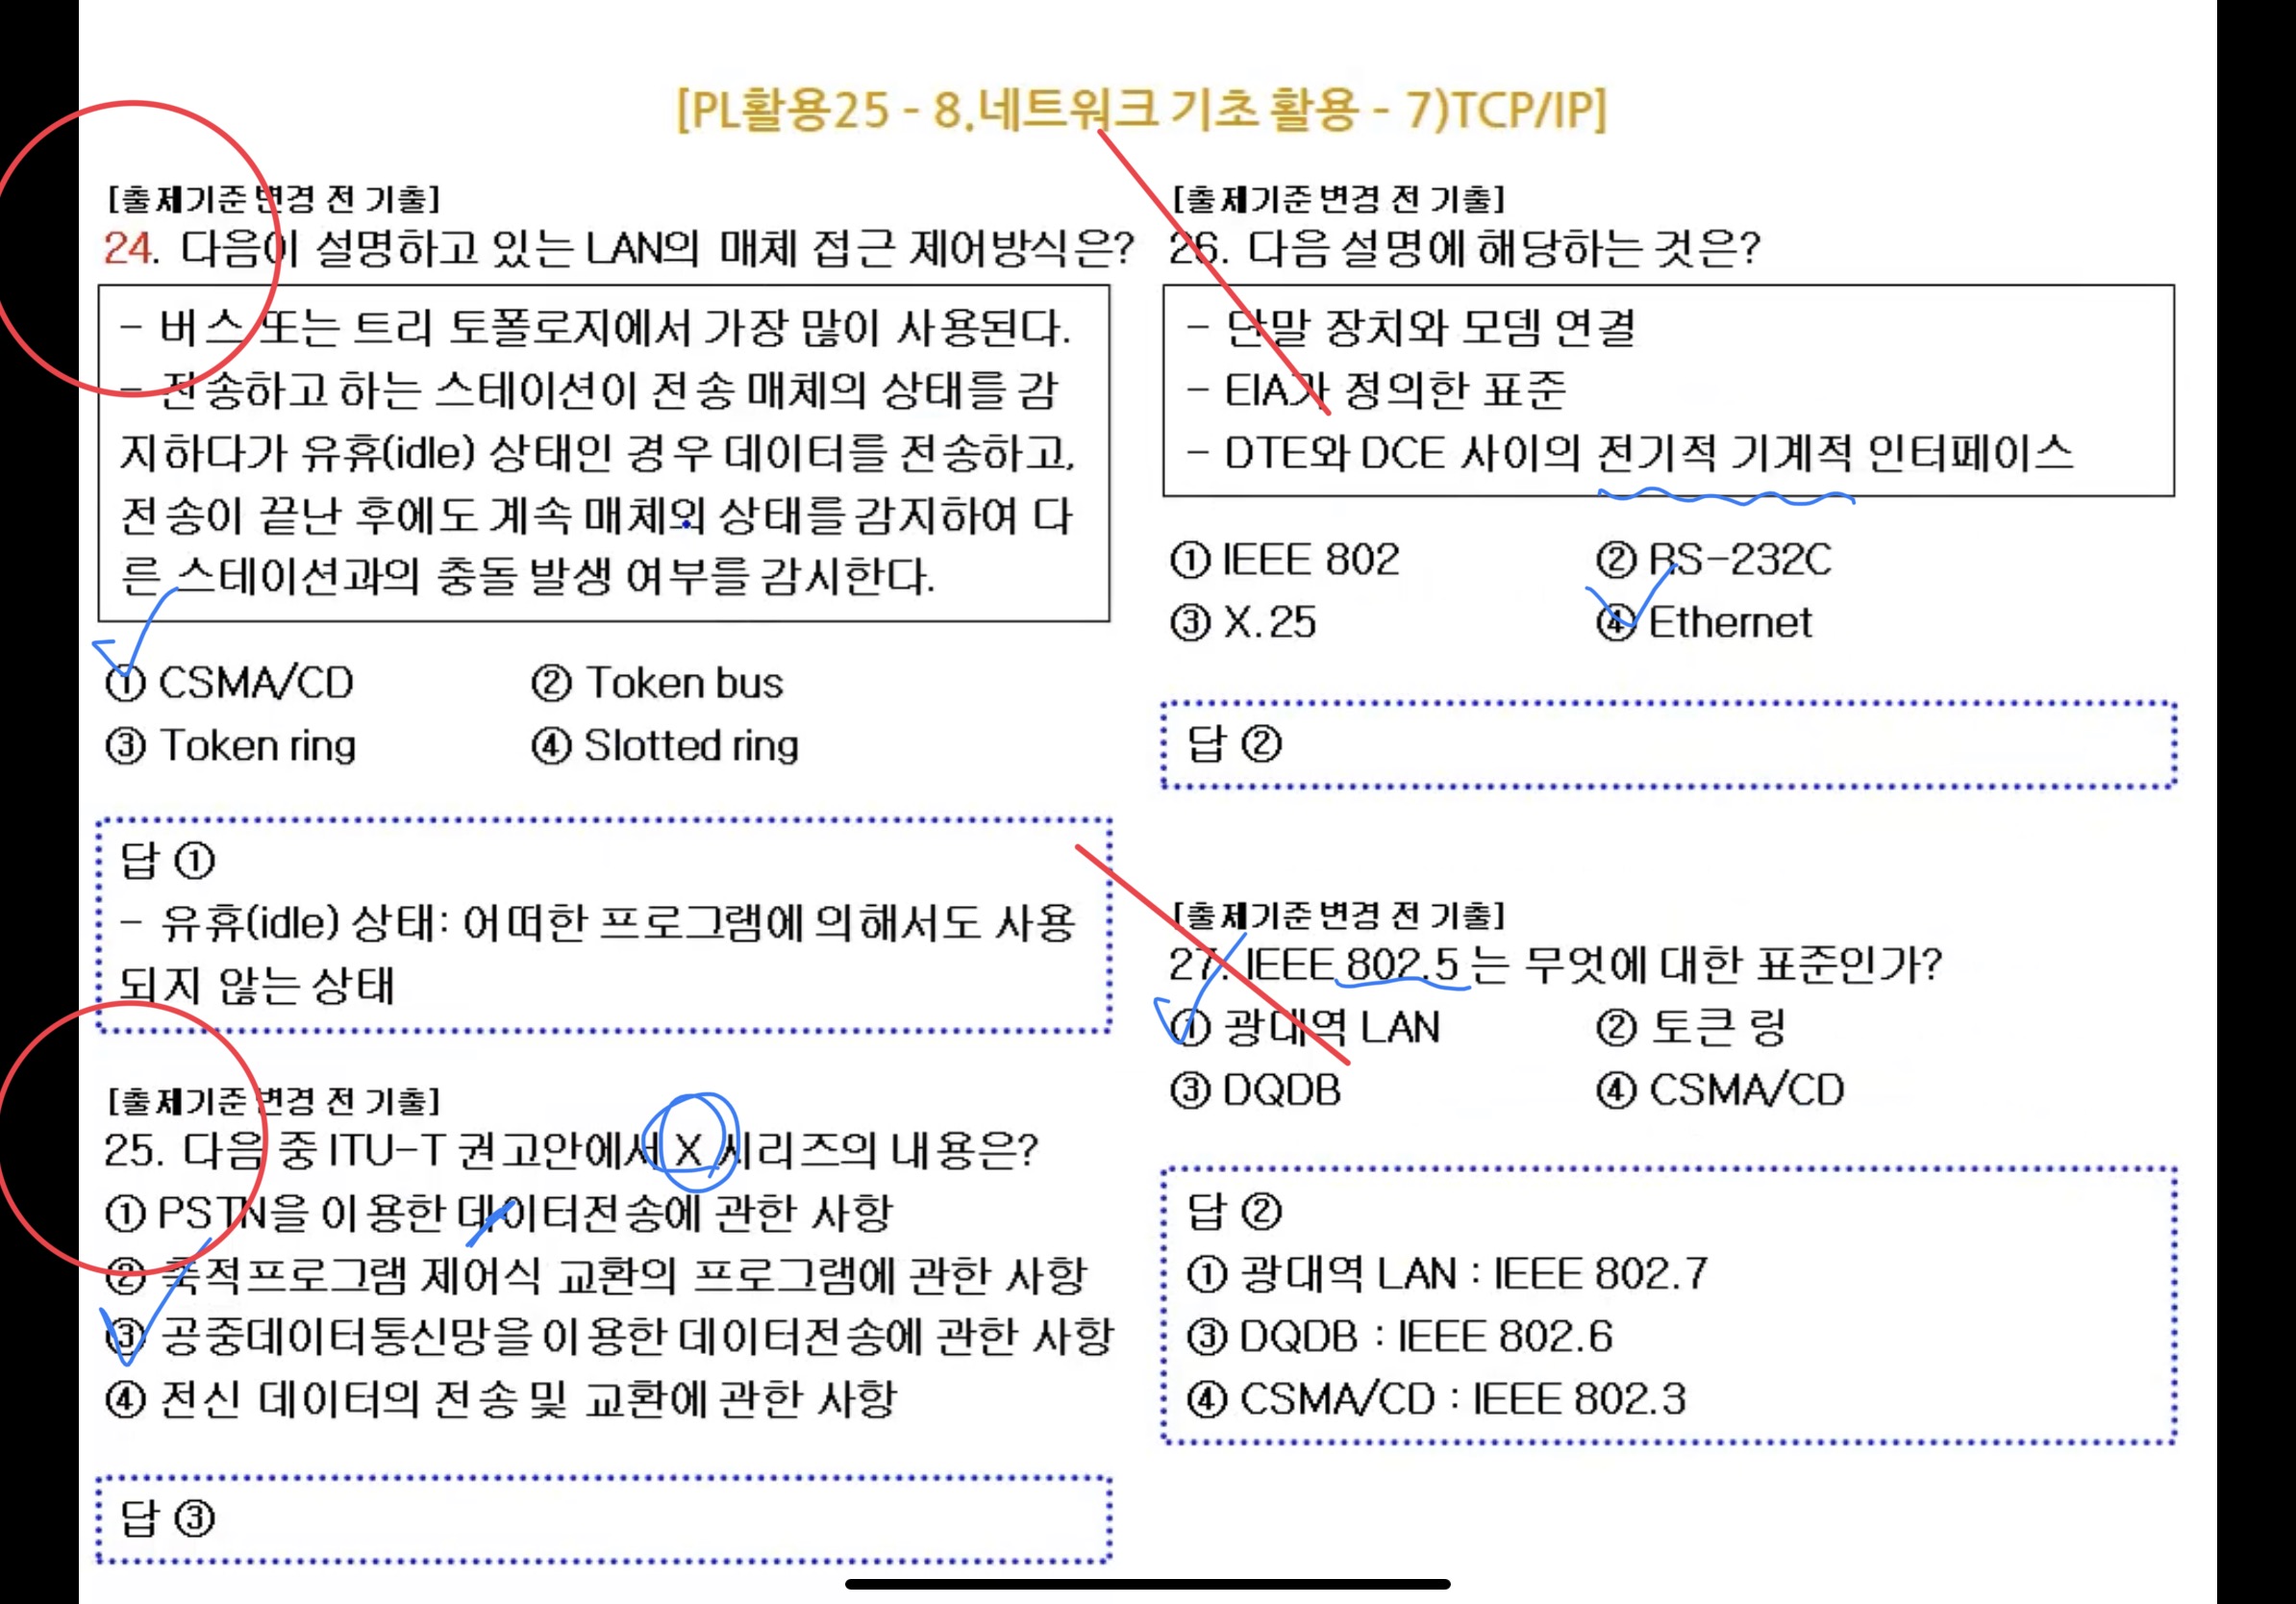 [PL활용25 - 8.네트워크 기초 활용 - 7)TCP/IP]
[출제기준 변경 전 기출]
24. 다음이 설명하고 있는 LAN의 매체 접근 제어방식은?
- 버스 또는 트리 토폴로지에서 가장 많이 사용된다.
- 전송하고 하는 스테이션이 전송 매체의 상태를 감
지하다가 유휴(idle) 상태인 경우 데이터를 전송하고,
전송이 끝난 후에도 계속 매체의 상태를 감지하여 다
른 스테이션과의 충돌 발생 여부를 감시한다.
① CSMA/CD ② Token bus
③ Token ring ④ Slotted ring
답 ①
- 유휴(idle) 상태: 어떠한 프로그램에 의해서도 사용
되지 않는 상태
[출제기준 변경 전 기출]
25. 다음 중 ITU-T 권고안에서 X 시리즈의 내용은?
① PSTN을 이용한 데이터전송에 관한 사항
② 축적프로그램 제어식 교환의 프로그램에 관한 사항
③ 공중데이터통신망을 이용한 데이터전송에 관한 사항
④ 전신 데이터의 전송 및 교환에 관한 사항
답 ③
[출제기준 변경 전 기출]
26. 다음 설명에 해당하는 것은?
- 단말 장치와 모뎀 연결
- EIA가 정의한 표준
- DTE와 DCE 사이의 전기적 기계적 인터페이스
① IEEE 802 ② RS-232C
③ X.25 ④ Ethernet
답 ②
[출제기준 변경 전 기출]
27. IEEE 802.5 는 무엇에 대한 표준인가?
① 광대역 LAN ② 토큰 링
③ DQDB ④ CSMA/CD
답 ②
① 광대역 LAN : IEEE 802.7
③ DQDB : IEEE 802.6
④ CSMA/CD : IEEE 802.3